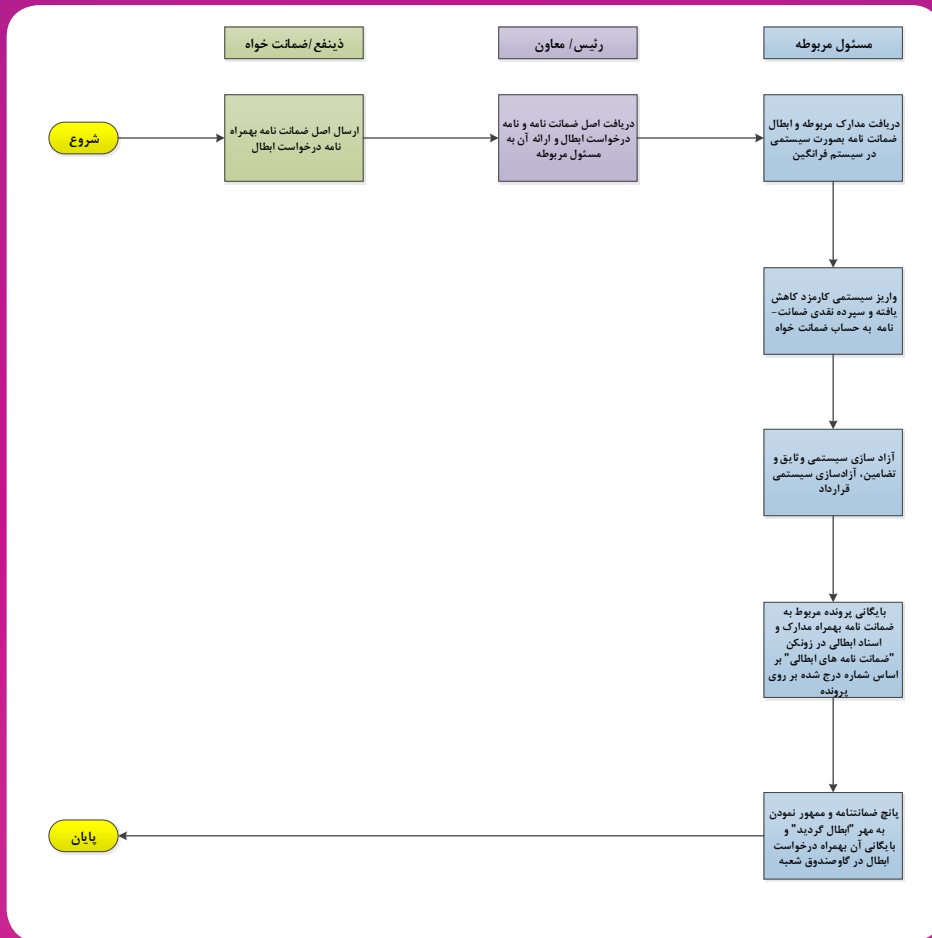 ذینفع/ضمانت خواه
رئیس/ معاون
مسئول مربوطه
شروع
ارسال اصل ضمانت نامه بهمراه
نامه درخواست ابطال
دریافت اصل ضمانت نامه و نامه
درخواست ابطال و ارائه آن به
مسئول مربوطه
دریافت مدارک مربوطه و ابطال
ضمانت نامه بصورت سیستمی
در سیستم فرانگین
واریز سیستمی کارمزد کاهش
یافته و سپرده نقدی ضمانت-
نامه به حساب ضمانت خواه
آزاد سازی سیستمی وثایق و
تضامین، آزادسازی سیستمی
قرارداد
بایگانی پرونده مربوط به
ضمانت نامه بهمراه مدارک و
اسناد ابطالی در زونکن
"ضمانت نامه های ابطالی" بر
اساس شماره درج شده بر روی
پرونده
پانچ ضمانتنامه و ممهور نمودن
به مهر "ابطال گردید" و
بایگانی آن بهمراه درخواست
ابطال در گاوصندوق شعبه
پایان